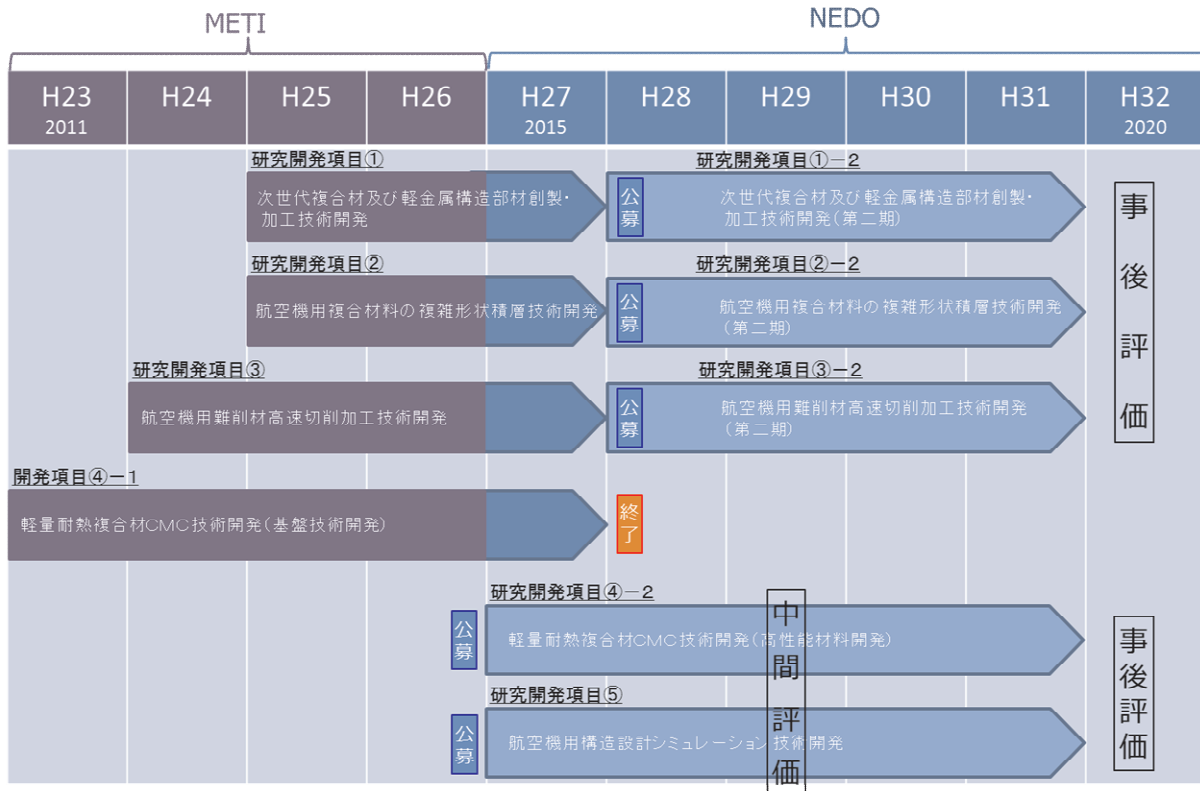 METI
NEDO
H23
2011
H24
H25
H26
H27
2015
H28
H29
H30
H31
H32
2020
研究開発項目①
次世代複合材及び軽金属構造部材創製・
加工技術開発
研究開発項目①－2
公募
次世代複合材及び軽金属構造部材創製・
加工技術開発(第二期)
研究開発項目②
航空機用複合材料の複雑形状積層技術開発
研究開発項目②－2
公募
航空機用複合材料の複雑形状積層技術開発
(第二期)
研究開発項目③
航空機用難削材高速切削加工技術開発
研究開発項目③－2
公募
航空機用難削材高速切削加工技術開発
(第二期)
事後評価
開発項目④－1
軽量耐熱複合材CMC技術開発(基盤技術開発)
終了
研究開発項目④－2
公募
軽量耐熱複合材CMC技術開発(高性能材料開発)
研究開発項目⑤
公募
航空機用構造設計シミュレーション技術開発
中間評価
事後評価